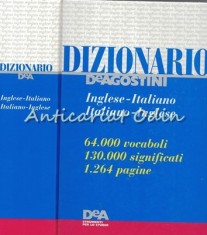 DIZIONARIO
DeA
Inglese-Italiano
Italiano-Inglese
DIZIONARIO
DeAGOSTINI
Inglese-Italiano
Italiano-Inglese
64.000 vocaboli
130.000 significati
1.264 pagine
DeA